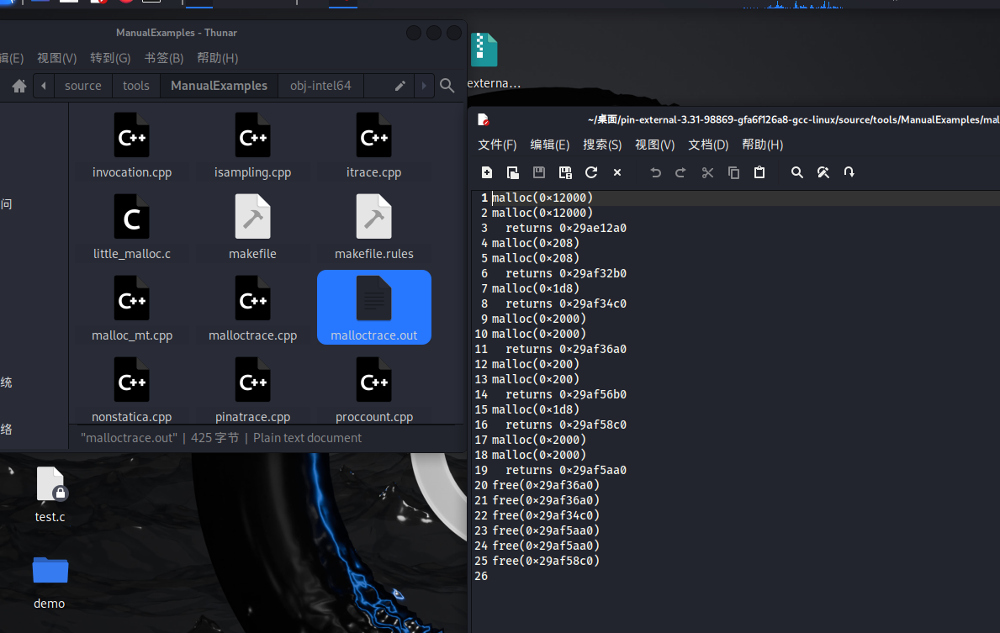 ManualExamples - Thunar
辑(E) 视图(V) 转到(G) 书签(B) 帮助(H)
source tools ManualExamples obj-intel64
invocation.cpp isampling.cpp itrace.cpp
问
little_malloc.c makefile makefile.rules
malloc_mt.cpp malloctrace.cpp malloctrace.out
统
nonstatica.cpp pinatrace.cpp proccount.cpp
络
"malloctrace.out" | 425 字节 | Plain text document
test.c
demo
externa...
~/桌面/pin-external-3.31-98869-gfa6f126a8-gcc-linux/source/tools/ManualExamples/mal
文件(F) 编辑(E) 搜索(S) 视图(V) 文档(D) 帮助(H)
1 malloc(0×12000)
2 malloc(0×12000)
3   returns 0×29ae12a0
4 malloc(0×208)
5 malloc(0×208)
6   returns 0×29af32b0
7 malloc(0×1d8)
8   returns 0×29af34c0
9 malloc(0×2000)
10 malloc(0×2000)
11   returns 0×29af36a0
12 malloc(0×200)
13 malloc(0×200)
14   returns 0×29af56b0
15 malloc(0×1d8)
16   returns 0×29af58c0
17 malloc(0×2000)
18 malloc(0×2000)
19   returns 0×29af5aa0
20 free(0×29af36a0)
21 free(0×29af36a0)
22 free(0×29af34c0)
23 free(0×29af5aa0)
24 free(0×29af5aa0)
25 free(0×29af58c0)
26